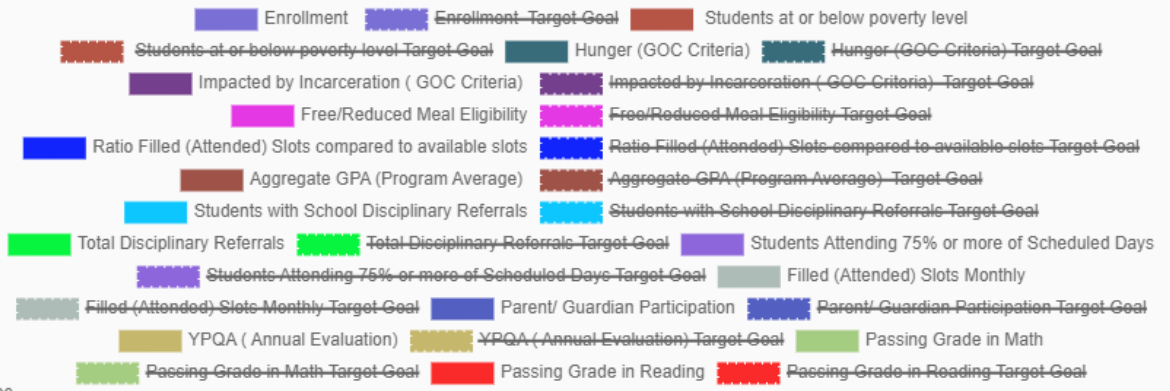 Enrollment Enrollment Target Goal Students at or below poverty level
Students at or below poverty level Target Goal Hunger (GOC Criteria) Hunger (GOC Criteria) Target Goal
Impacted by Incarceration ( GOC Criteria) Impacted by Incarceration ( GOC Criteria) Target Goal
Free/Reduced Meal Eligibility Free/Reduced Meal Eligibility Target Goal
Ratio Filled (Attended) Slots compared to available slots Ratio Filled (Attended) Slots compared to available slots Target Goal
Aggregate GPA (Program Average) Aggregate GPA (Program Average) Target Goal
Students with School Disciplinary Referrals Students with School Disciplinary Referrals Target Goal
Total Disciplinary Referrals Total Disciplinary Referrals Target Goal Students Attending 75% or more of Scheduled Days
Students Attending 75% or more of Scheduled Days Target Goal Filled (Attended) Slots Monthly
Filled (Attended) Slots Monthly Target Goal Parent/ Guardian Participation Parent/ Guardian Participation Target Goal
YPQA ( Annual Evaluation) YPQA ( Annual Evaluation) Target Goal Passing Grade in Math
Passing Grade in Math Target Goal Passing Grade in Reading Passing Grade in Reading Target Goal